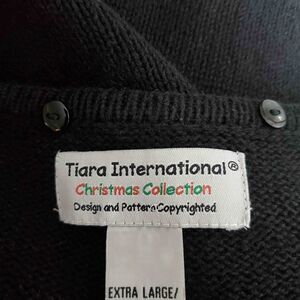 Tiara International®
Christmas Collection
Design and Pattern Copyrighted
EXTRA LARGE/